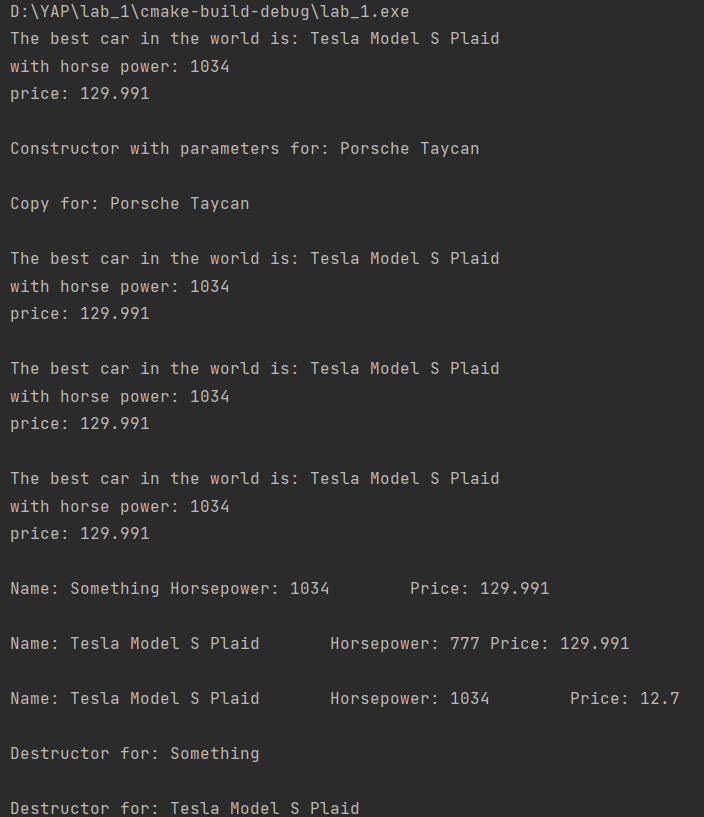 D:\YAP\lab_1\cmake-build-debug\lab_1.exe
The best car in the world is: Tesla Model S Plaid
with horse power: 1034
price: 129.991
Constructor with parameters for: Porsche Taycan
Copy for: Porsche Taycan
The best car in the world is: Tesla Model S Plaid
with horse power: 1034
price: 129.991
The best car in the world is: Tesla Model S Plaid
with horse power: 1034
price: 129.991
The best car in the world is: Tesla Model S Plaid
with horse power: 1034
price: 129.991
Name: Something Horsepower: 1034        Price: 129.991
Name: Tesla Model S Plaid       Horsepower: 777 Price: 129.991
Name: Tesla Model S Plaid       Horsepower: 1034        Price: 12.7
Destructor for: Something
Destructor for: Tesla Model S Plaid